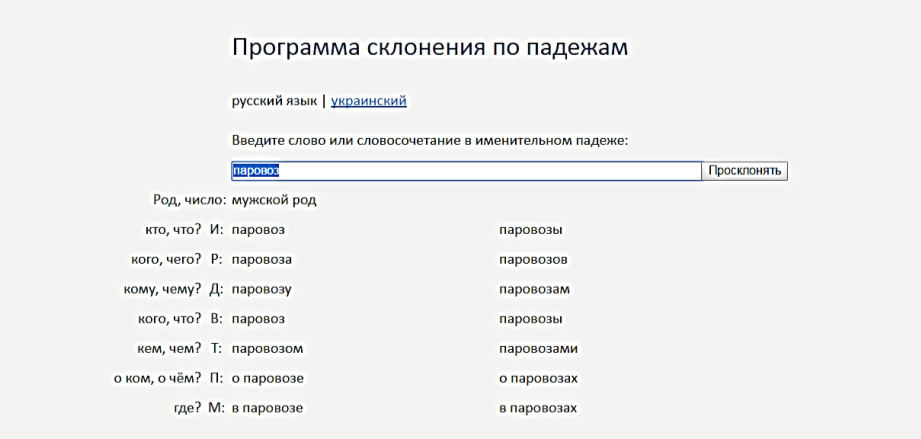 Программа склонения по падежам
русский язык | украинский
Введите слово или словосочетание в именительном падеже:
паровоз Просклонять
Род, число: мужской род
кто, что? И: паровоз паровозы
кого, чего? Р: паровоза паровозов
кому, чему? Д: паровозу паровозам
кого, что? В: паровоз паровозы
кем, чем? Т: паровозом паровозами
о ком, о чём? П: о паровозе о паровозах
где? М: в паровозе в паровозах